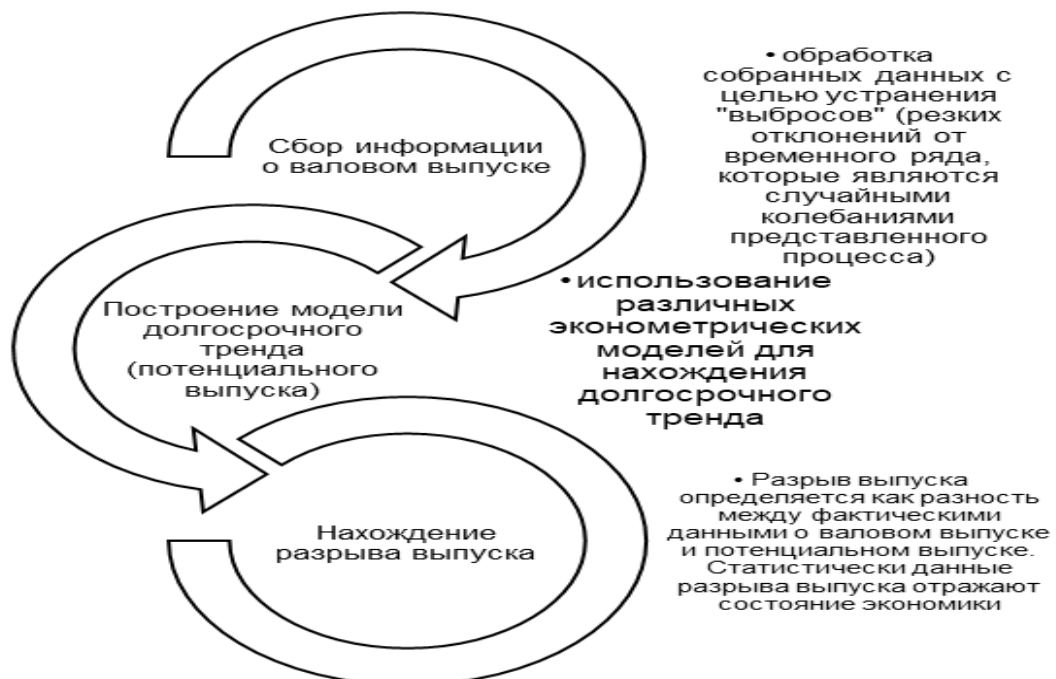 Сбор информации
о валовом выпуске
• обработка
собранных данных с
целью устранения
"выбросов" (резких
отклонений от
временного ряда,
которые являются
случайными
колебаниями
представленного
процесса)
Построение модели
долгосрочного
тренда
(потенциального
выпуска)
• использование
различных
эконометрических
моделей для
нахождения
долгосрочного
тренда
Нахождение
разрыва выпуска
• Разрыв выпуска
определяется как разность
между фактическими
данными о валовом выпуске
и потенциальном выпуске.
Статистически данные
разрыва выпуска отражают
состояние экономики